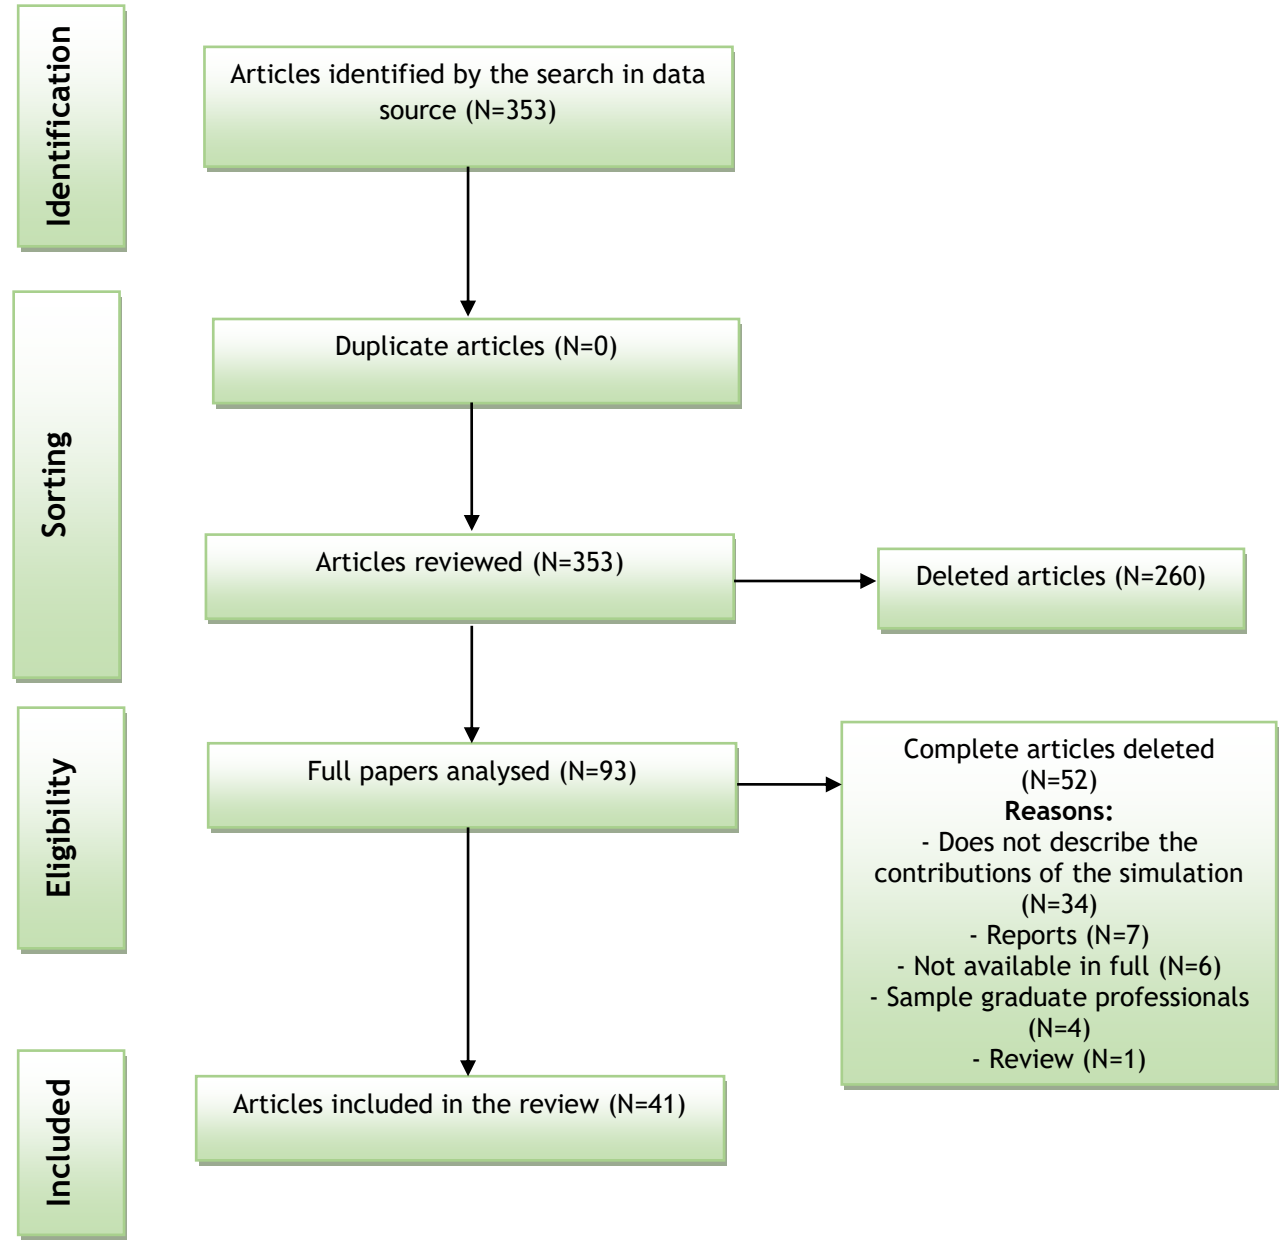 Identification
Articles identified by the search in data
source (N=353)
Duplicate articles (N=0)
Sorting
Articles reviewed (N=353)
Deleted articles (N=260)
Eligibility
Full papers analysed (N=93)
Complete articles deleted
(N=52)
Reasons:
- Does not describe the
contributions of the simulation
(N=34)
- Reports (N=7)
- Not available in full (N=6)
- Sample graduate professionals
(N=4)
- Review (N=1)
Included
Articles included in the review (N=41)